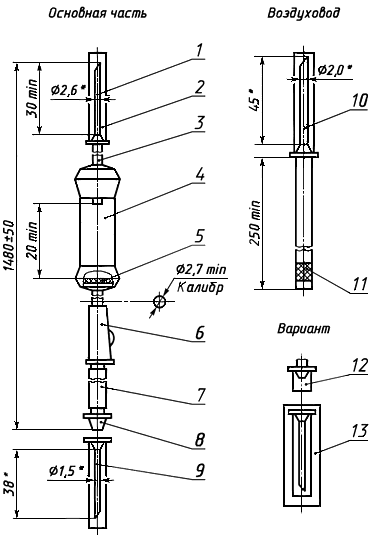 Основная часть
Воздуховод
1
2
3
4
5
6
7
8
9
10
11
Вариант
12
13
30 min
Ø2,6*
1480±50
20 min
Ø2,7 min
Калибр
Ø1,5*
38*
45*
Ø2,0*
250 min